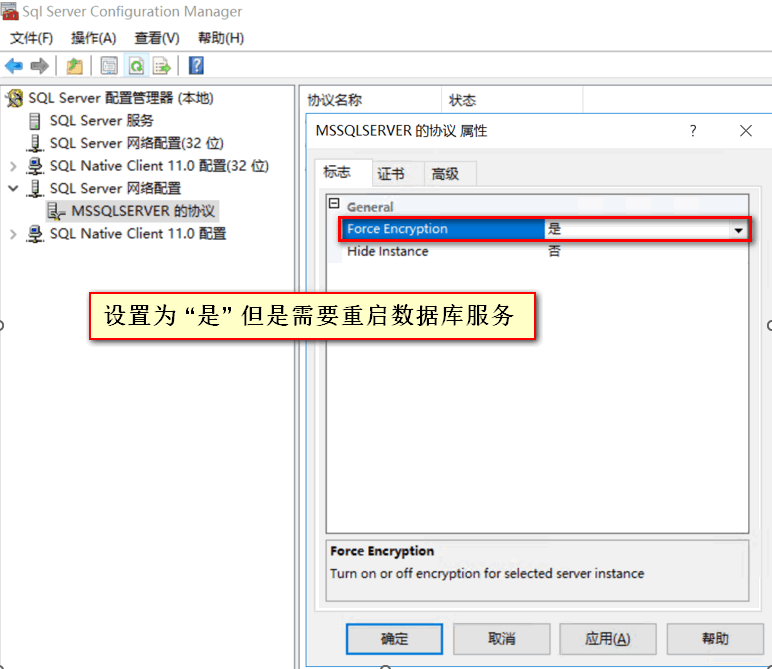 Sql Server Configuration Manager
文件(F) 操作(A) 查看(V) 帮助(H)
SQL Server 配置管理器 (本地)
SQL Server 服务
SQL Server 网络配置(32 位)
SQL Native Client 11.0 配置(32 位)
SQL Server 网络配置
MSSQLSERVER 的协议
SQL Native Client 11.0 配置
协议名称 状态
MSSQLSERVER 的协议 属性
标志 证书 高级
General
Force Encryption 是
Hide Instance 否
设置为 “是” 但是需要重启数据库服务
Force Encryption
Turn on or off encryption for selected server instance
确定 取消 应用(A) 帮助